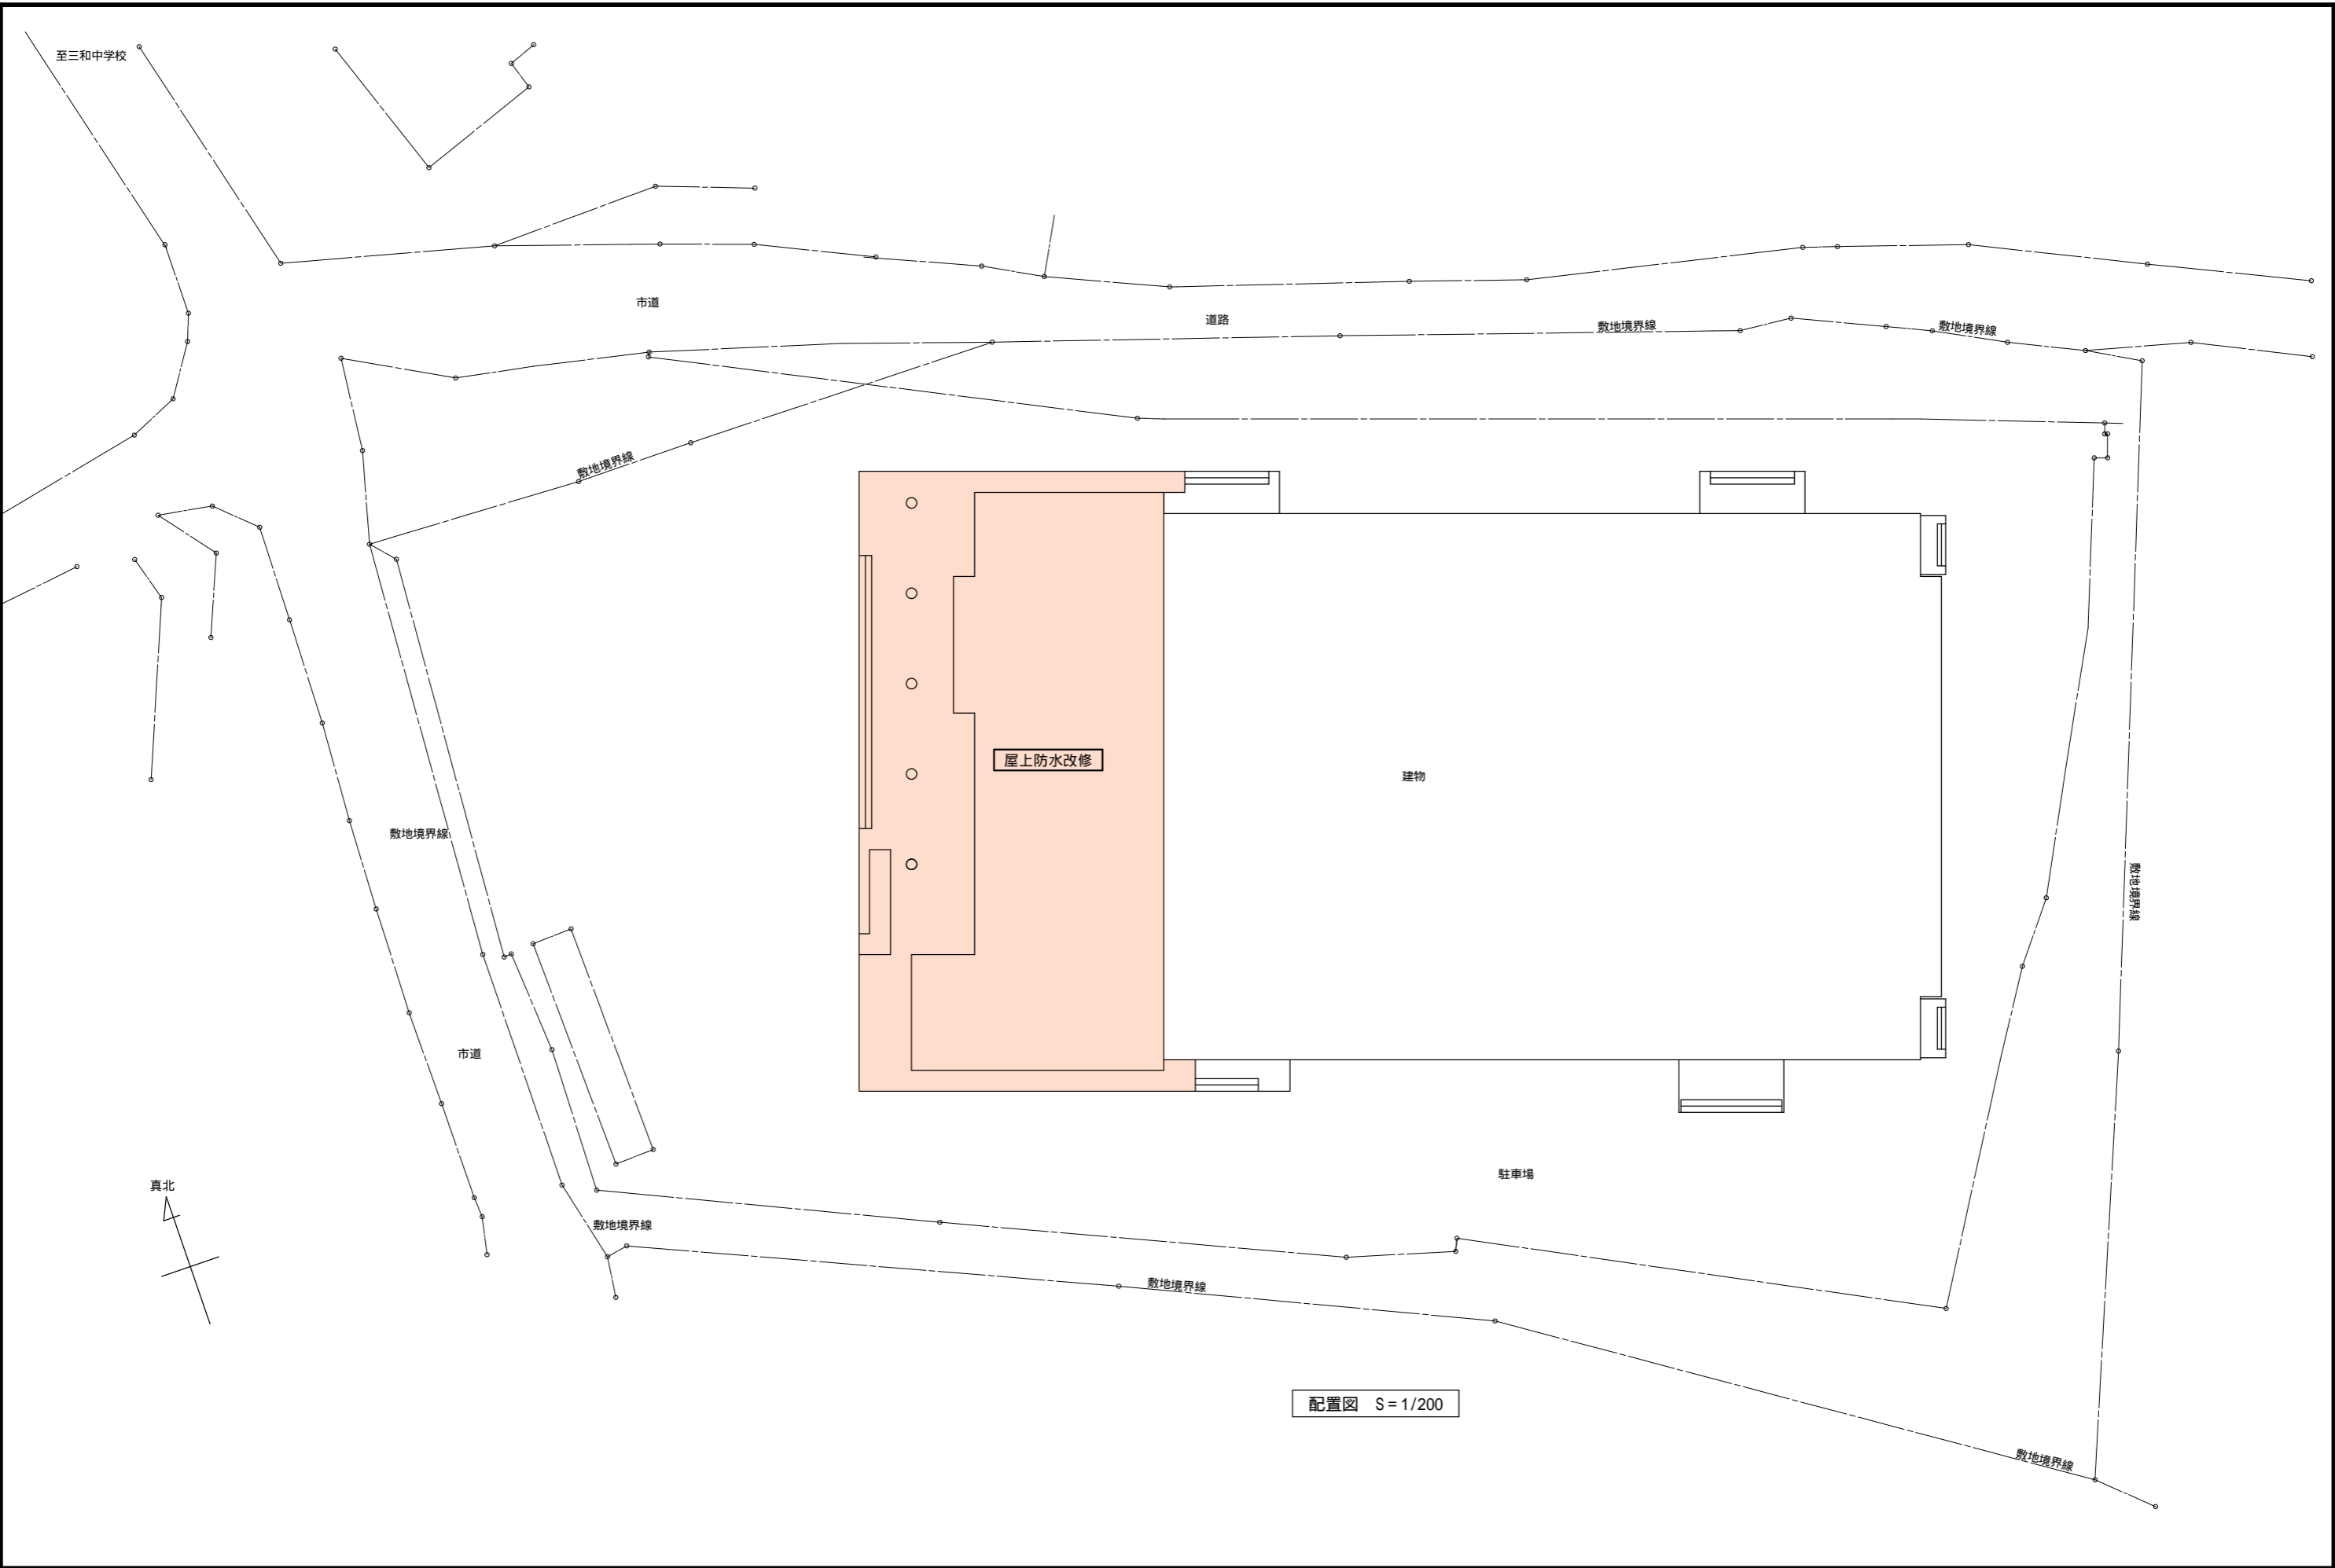 至三和中学校
市道
道路
敷地境界線
敷地境界線
敷地境界線
屋上防水改修
建物
敷地境界線
敷地境界線
市道
駐車場
真北
敷地境界線
敷地境界線
配置図　S=1/200
敷地境界線